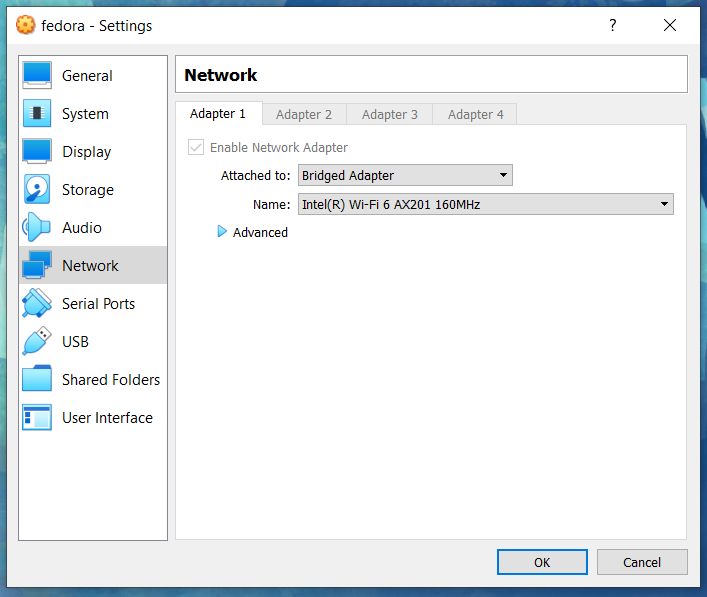 fedora - Settings
?
General
System
Display
Storage
Audio
Network
Serial Ports
USB
Shared Folders
User Interface
Network
Adapter 1 Adapter 2 Adapter 3 Adapter 4
Enable Network Adapter
Attached to: Bridged Adapter
Name: Intel(R) Wi-Fi 6 AX201 160MHz
Advanced
OK Cancel